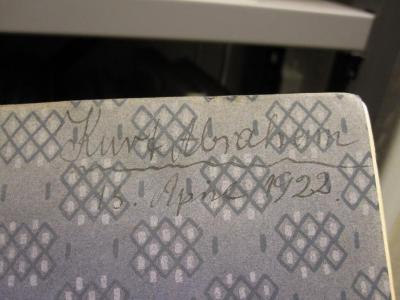 Kurt Abraham
15. April 1922.